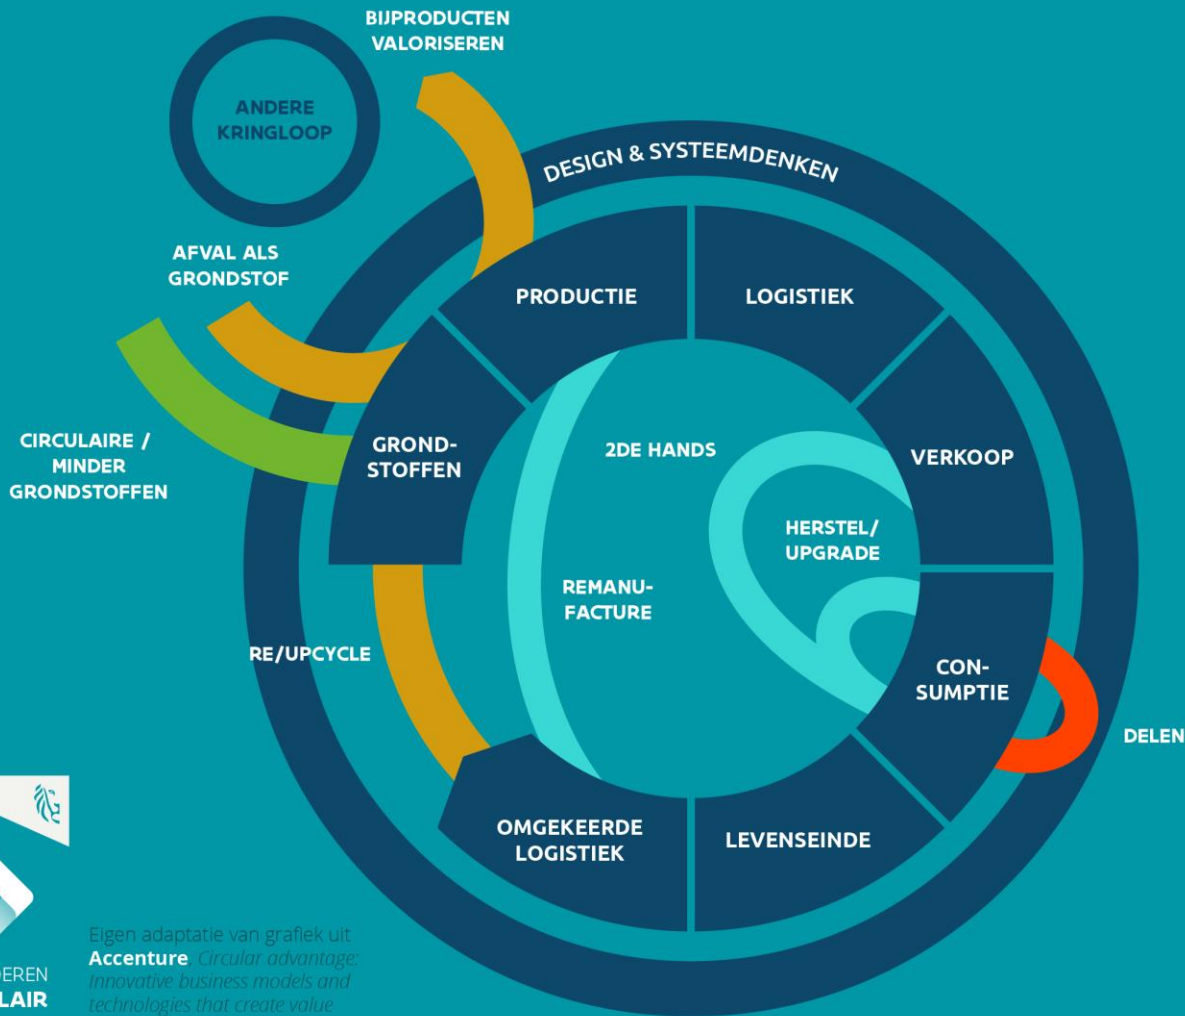 BIJPRODUCTEN
VALORISEREN
ANDERE
KRINGLOOP
DESIGN & SYSTEEMDENKEN
AFVAL ALS
GRONDSTOF
PRODUCTIE
LOGISTIEK
CIRCULAIRE /
MINDER
GRONDSTOFFEN
GROND-
STOFFEN
2DE HANDS
VERKOOP
HERSTEL/
UPGRADE
REMANU-
FACTURE
RE/UPCYCLE
CON-
SUMPTIE
DELEN
OMGEKEERDE
LOGISTIEK
LEVENSEINDE
Eigen adaptatie van grafiek uit
Accenture, Circular advantage:
Innovative business models and
technologies that create value
DEREN
LAIR